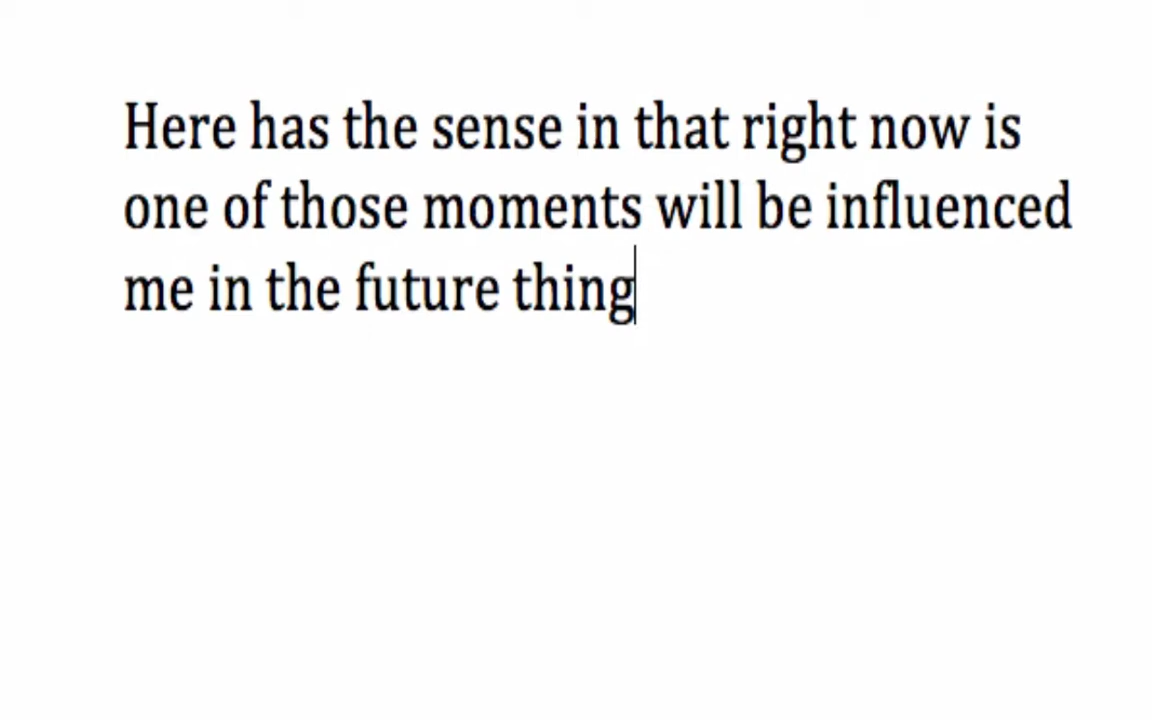 Here has the sense in that right now is
one of those moments will be influenced
me in the future thing